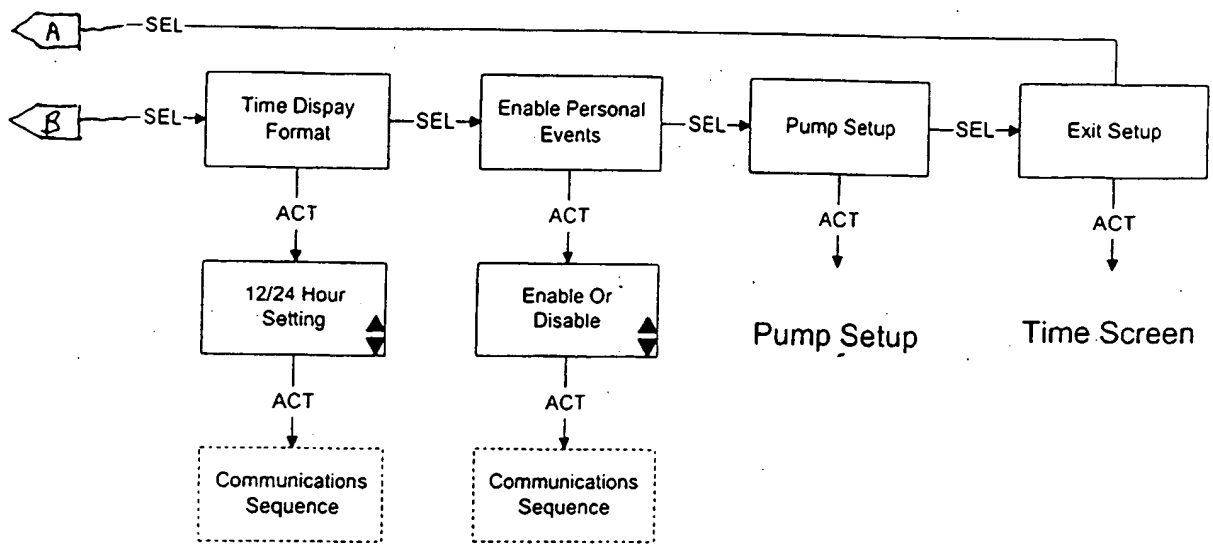 A
SEL
B
SEL
Time Dispay
Format
SEL
Enable Personal
Events
SEL
Pump Setup
SEL
Exit Setup
ACT
ACT
ACT
ACT
12/24 Hour
Setting
Enable Or
Disable
Pump Setup
Time Screen
ACT
ACT
Communications
Sequence
Communications
Sequence